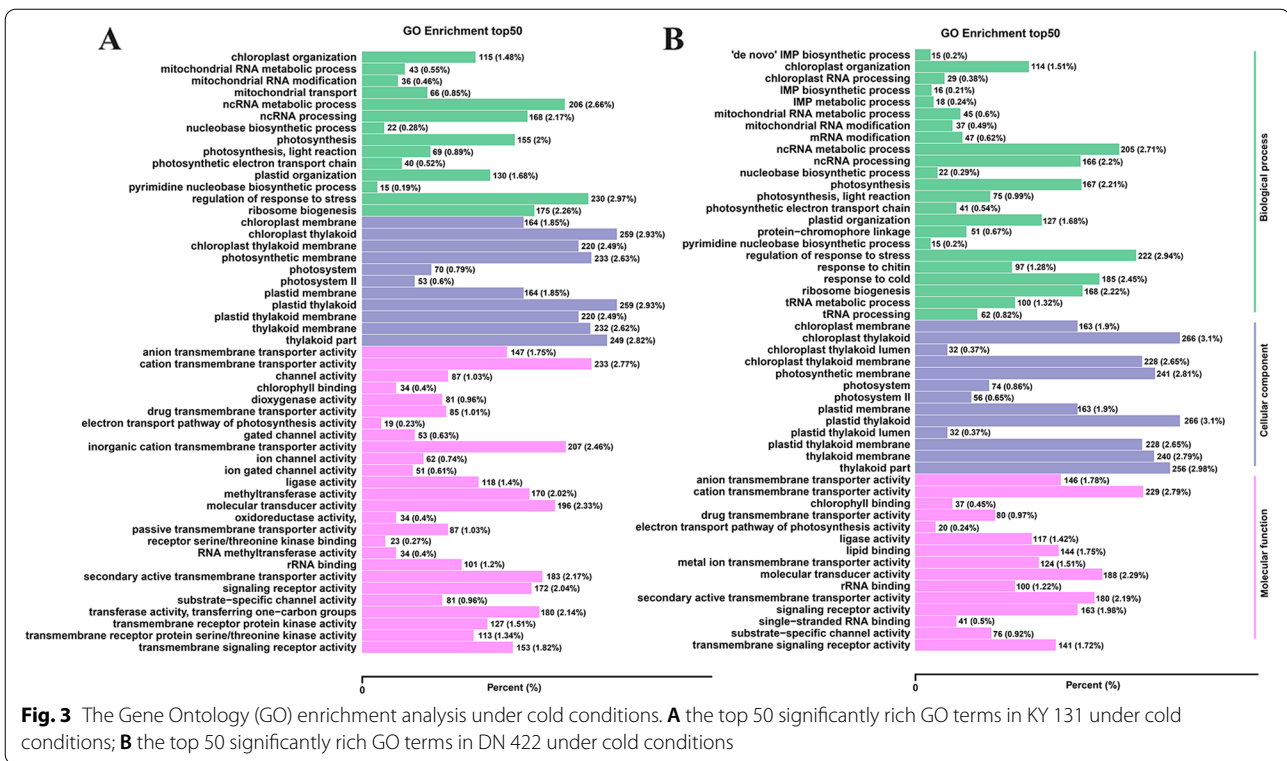 A
GO Enrichment top50
chloroplast organization 115 (1.48%)
mitochondrial RNA metabolic process 43 (0.55%)
mitochondrial RNA modification 36 (0.46%)
mitochondrial transport 66 (0.85%)
ncRNA metabolic process 206 (2.66%)
ncRNA processing 168 (2.17%)
nucleobase biosynthetic process 22 (0.28%)
photosynthesis 155 (2%)
photosynthesis, light reaction 69 (0.89%)
photosynthetic electron transport chain 40 (0.52%)
plastid organization 130 (1.68%)
pyrimidine nucleobase biosynthetic process 15 (0.19%)
regulation of response to stress 230 (2.97%)
ribosome biogenesis 175 (2.26%)
chloroplast membrane 164 (1.85%)
chloroplast thylakoid 259 (2.93%)
chloroplast thylakoid membrane 220 (2.49%)
photosynthetic membrane 233 (2.63%)
photosystem 70 (0.79%)
photosystem II 53 (0.6%)
plastid membrane 164 (1.85%)
plastid thylakoid 259 (2.93%)
plastid thylakoid membrane 220 (2.49%)
thylakoid membrane 232 (2.62%)
thylakoid part 249 (2.82%)
anion transmembrane transporter activity 147 (1.75%)
cation transmembrane transporter activity 233 (2.77%)
channel activity 87 (1.03%)
chlorophyll binding 34 (0.4%)
dioxygenase activity 81 (0.96%)
drug transmembrane transporter activity 85 (1.01%)
electron transport pathway of photosynthesis activity 19 (0.23%)
gated channel activity 53 (0.63%)
inorganic cation transmembrane transporter activity 207 (2.46%)
ion channel activity 62 (0.74%)
ion gated channel activity 51 (0.61%)
ligase activity 118 (1.4%)
methyltransferase activity 170 (2.02%)
molecular transducer activity 196 (2.33%)
oxidoreductase activity, 34 (0.4%)
passive transmembrane transporter activity 87 (1.03%)
receptor serine/threonine kinase binding 23 (0.27%)
RNA methyltransferase activity 34 (0.4%)
rRNA binding 101 (1.2%)
secondary active transmembrane transporter activity 183 (2.17%)
signaling receptor activity 172 (2.04%)
substrate-specific channel activity 81 (0.96%)
transferase activity, transferring one-carbon groups 180 (2.14%)
transmembrane receptor protein kinase activity 127 (1.51%)
transmembrane receptor protein serine/threonine kinase activity 113 (1.34%)
transmembrane signaling receptor activity 153 (1.82%)
0
Percent (%)
B
GO Enrichment top50
'de novo' IMP biosynthetic process 15 (0.2%)
chloroplast organization 114 (1.51%)
chloroplast RNA processing 29 (0.38%)
IMP biosynthetic process 16 (0.21%)
IMP metabolic process 18 (0.24%)
mitochondrial RNA metabolic process 45 (0.6%)
mitochondrial RNA modification 37 (0.49%)
mRNA modification 47 (0.62%)
ncRNA metabolic process 205 (2.71%)
ncRNA processing 166 (2.2%)
nucleobase biosynthetic process 22 (0.29%)
photosynthesis 167 (2.21%)
photosynthesis, light reaction 75 (0.99%)
photosynthetic electron transport chain 41 (0.54%)
plastid organization 127 (1.68%)
protein-chromophore linkage 51 (0.67%)
pyrimidine nucleobase biosynthetic process 15 (0.2%)
regulation of response to stress 222 (2.94%)
response to chitin 97 (1.28%)
response to cold 185 (2.45%)
ribosome biogenesis 168 (2.22%)
tRNA metabolic process 100 (1.32%)
tRNA processing 62 (0.82%)
chloroplast membrane 163 (1.9%)
chloroplast thylakoid 266 (3.1%)
chloroplast thylakoid lumen 32 (0.37%)
chloroplast thylakoid membrane 228 (2.65%)
photosynthetic membrane 241 (2.81%)
photosystem 74 (0.86%)
photosystem II 56 (0.65%)
plastid membrane 163 (1.9%)
plastid thylakoid 266 (3.1%)
plastid thylakoid lumen 32 (0.37%)
plastid thylakoid membrane 228 (2.65%)
thylakoid membrane 240 (2.79%)
thylakoid part 256 (2.98%)
anion transmembrane transporter activity 146 (1.78%)
cation transmembrane transporter activity 229 (2.79%)
chlorophyll binding 37 (0.45%)
drug transmembrane transporter activity 80 (0.97%)
electron transport pathway of photosynthesis activity 20 (0.24%)
ligase activity 117 (1.42%)
lipid binding 144 (1.75%)
metal ion transmembrane transporter activity 124 (1.51%)
molecular transducer activity 188 (2.29%)
rRNA binding 100 (1.22%)
secondary active transmembrane transporter activity 180 (2.19%)
signaling receptor activity 163 (1.98%)
single-stranded RNA binding 41 (0.5%)
substrate-specific channel activity 76 (0.92%)
transmembrane signaling receptor activity 141 (1.72%)
0
Percent (%)
Biological process
Cellular component
Molecular function
Fig. 3 The Gene Ontology (GO) enrichment analysis under cold conditions. A the top 50 significantly rich GO terms in KY 131 under cold
conditions; B the top 50 significantly rich GO terms in DN 422 under cold conditions